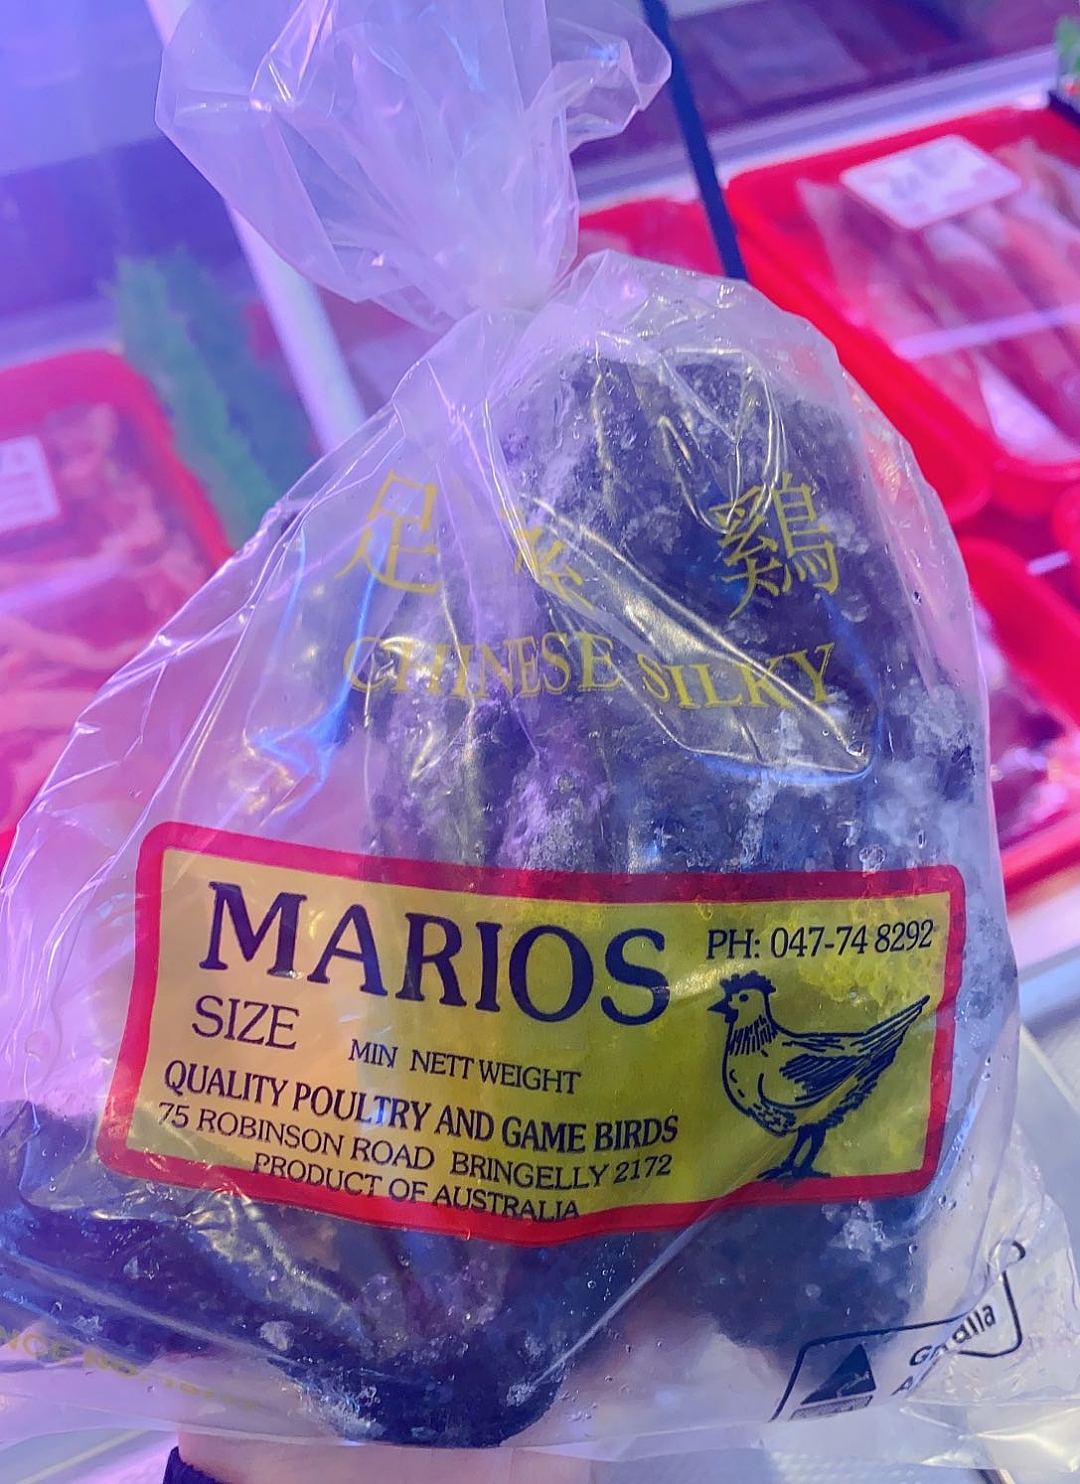 足 糸 鷄
CHINESE SILKY
MARIOS
PH: 047-74 8292
SIZE
MIN NETT WEIGHT
QUALITY POULTRY AND GAME BIRDS
75 ROBINSON ROAD BRINGELLY 2172
PRODUCT OF AUSTRALIA